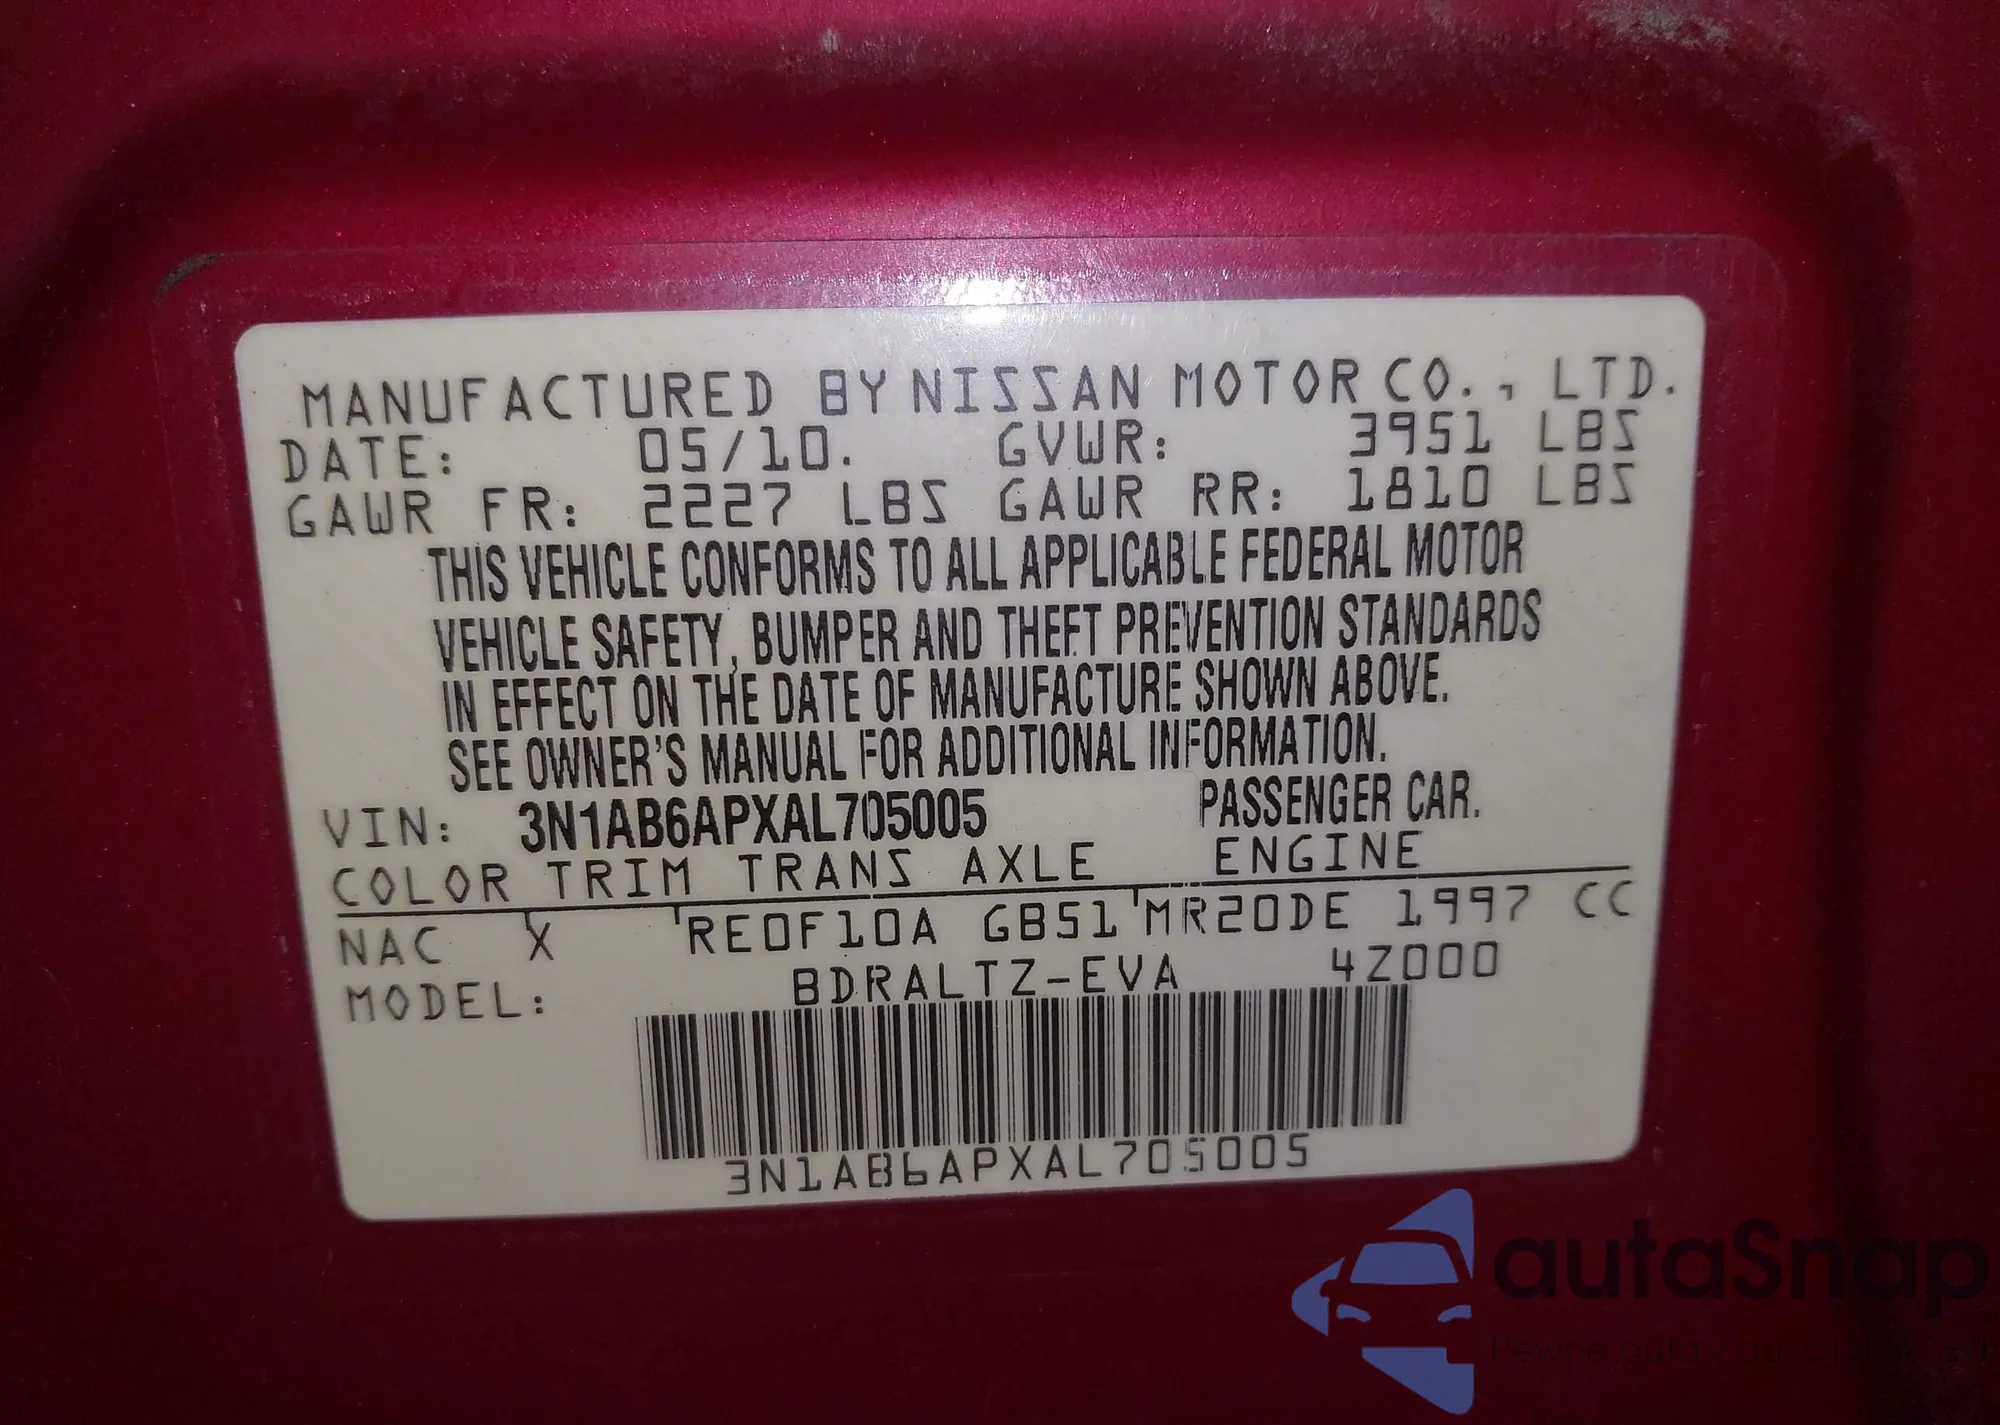 MANUFACTURED BY NISSAN MOTOR CO., LTD.
DATE: 05/10. GVWR: 3951 LBS
GAWR FR: 2227 LBS GAWR RR: 1810 LBS
THIS VEHICLE CONFORMS TO ALL APPLICABLE FEDERAL MOTOR
VEHICLE SAFETY, BUMPER AND THEFT PREVENTION STANDARDS
IN EFFECT ON THE DATE OF MANUFACTURE SHOWN ABOVE.
SEE OWNER'S MANUAL FOR ADDITIONAL INFORMATION.
VIN: 3N1AB6APXAL705005 PASSENGER CAR.
COLOR TRIM TRANS AXLE ENGINE
NAC X RE0F10A GB51 MR20DE 1997 CC
MODEL: BDRALTZ-EVA 4Z000
3N1AB6APXAL705005
autaSnap
Pewne auta z